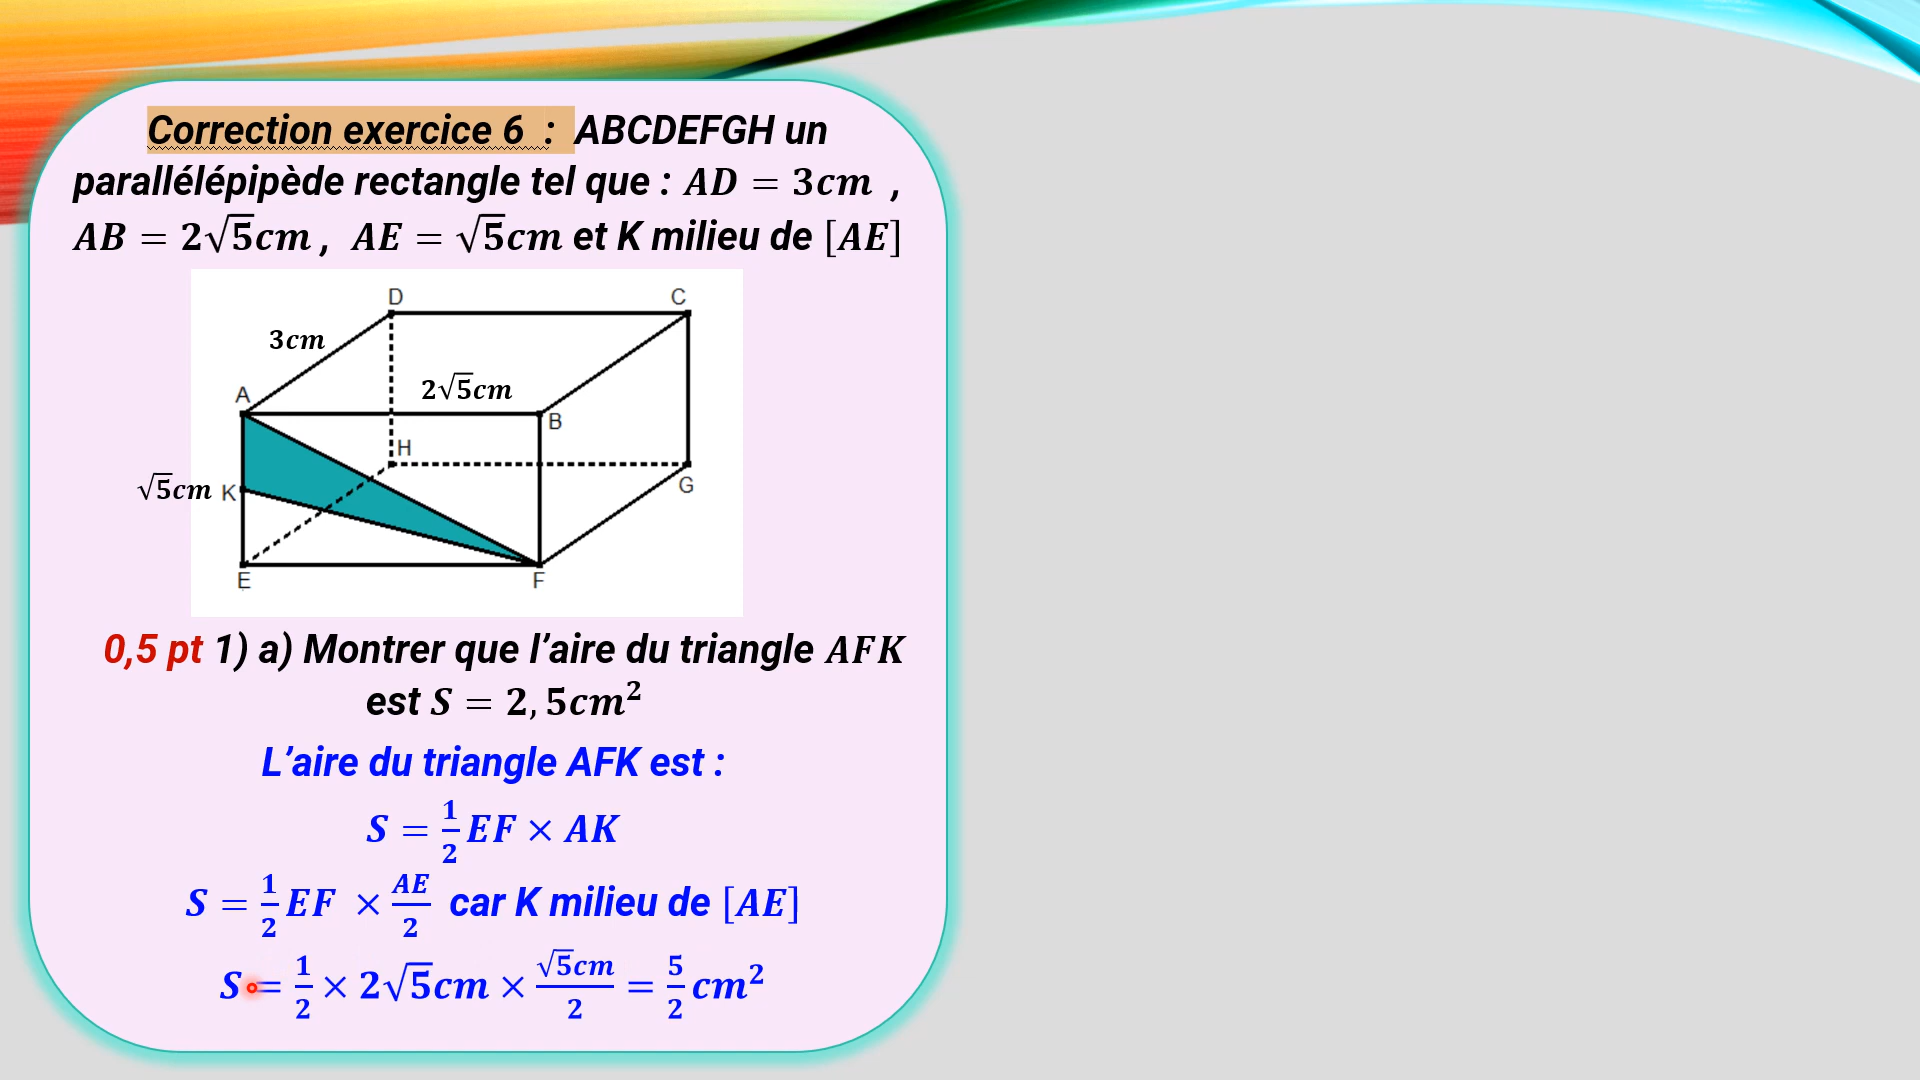 Correction exercice 6 : ABCDEFGH un
parallélépipède rectangle tel que : AD = 3cm ,
AB = 2√5cm , AE = √5cm et K milieu de [AE]
D
C
3cm
2√5cm
A
B
H
√5cm
K
G
E
F
0,5 pt 1) a) Montrer que l’aire du triangle AFK
est S = 2,5cm²
L’aire du triangle AFK est :
S = 1/2 EF × AK
S = 1/2 EF × AE/2 car K milieu de [AE]
S = 1/2 × 2√5cm × √5cm/2 = 5/2 cm²